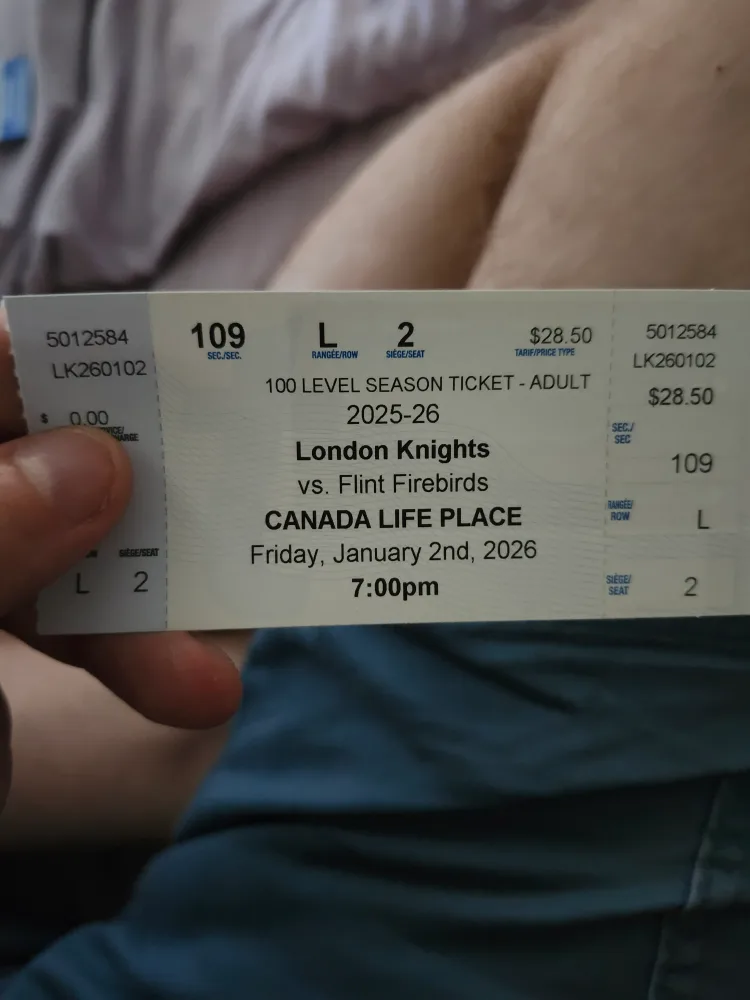 5012584
LK260102
$ 0.00
L 2
SIÈGE/SEAT
109 L 2 $28.50
SEC./SEC. RANGÉE/ROW SIÈGE/SEAT TARIF/PRICE TYPE
100 LEVEL SEASON TICKET - ADULT
2025-26
London Knights
vs. Flint Firebirds
CANADA LIFE PLACE
Friday, January 2nd, 2026
7:00pm
5012584
LK260102
$28.50
SEC./
SEC
109
RANGÉE/
ROW
L
SIÈGE/
SEAT
2